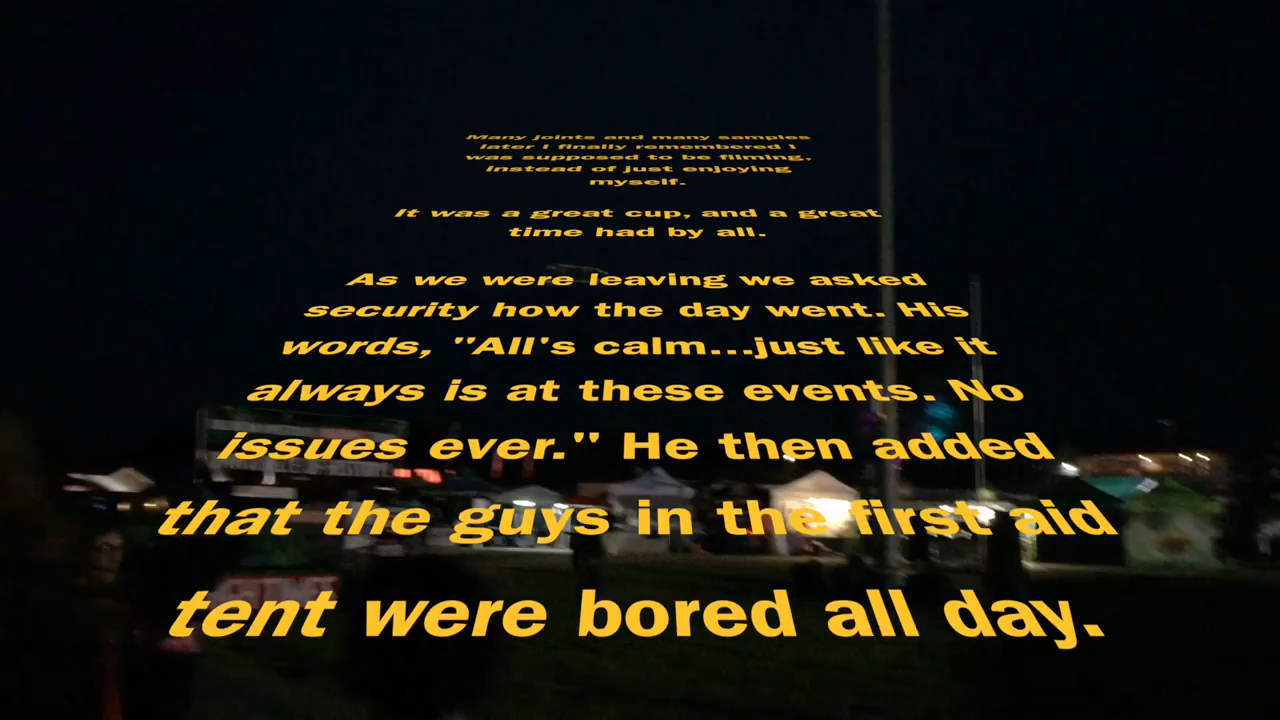 Many joints and many samples
later I finally remembered I
was supposed to be filming,
instead of just enjoying
myself.
It was a great cup, and a great
time had by all.
As we were leaving we asked
security how the day went. His
words, "All's calm...just like it
always is at these events. No
issues ever." He then added
that the guys in the first aid
tent were bored all day.